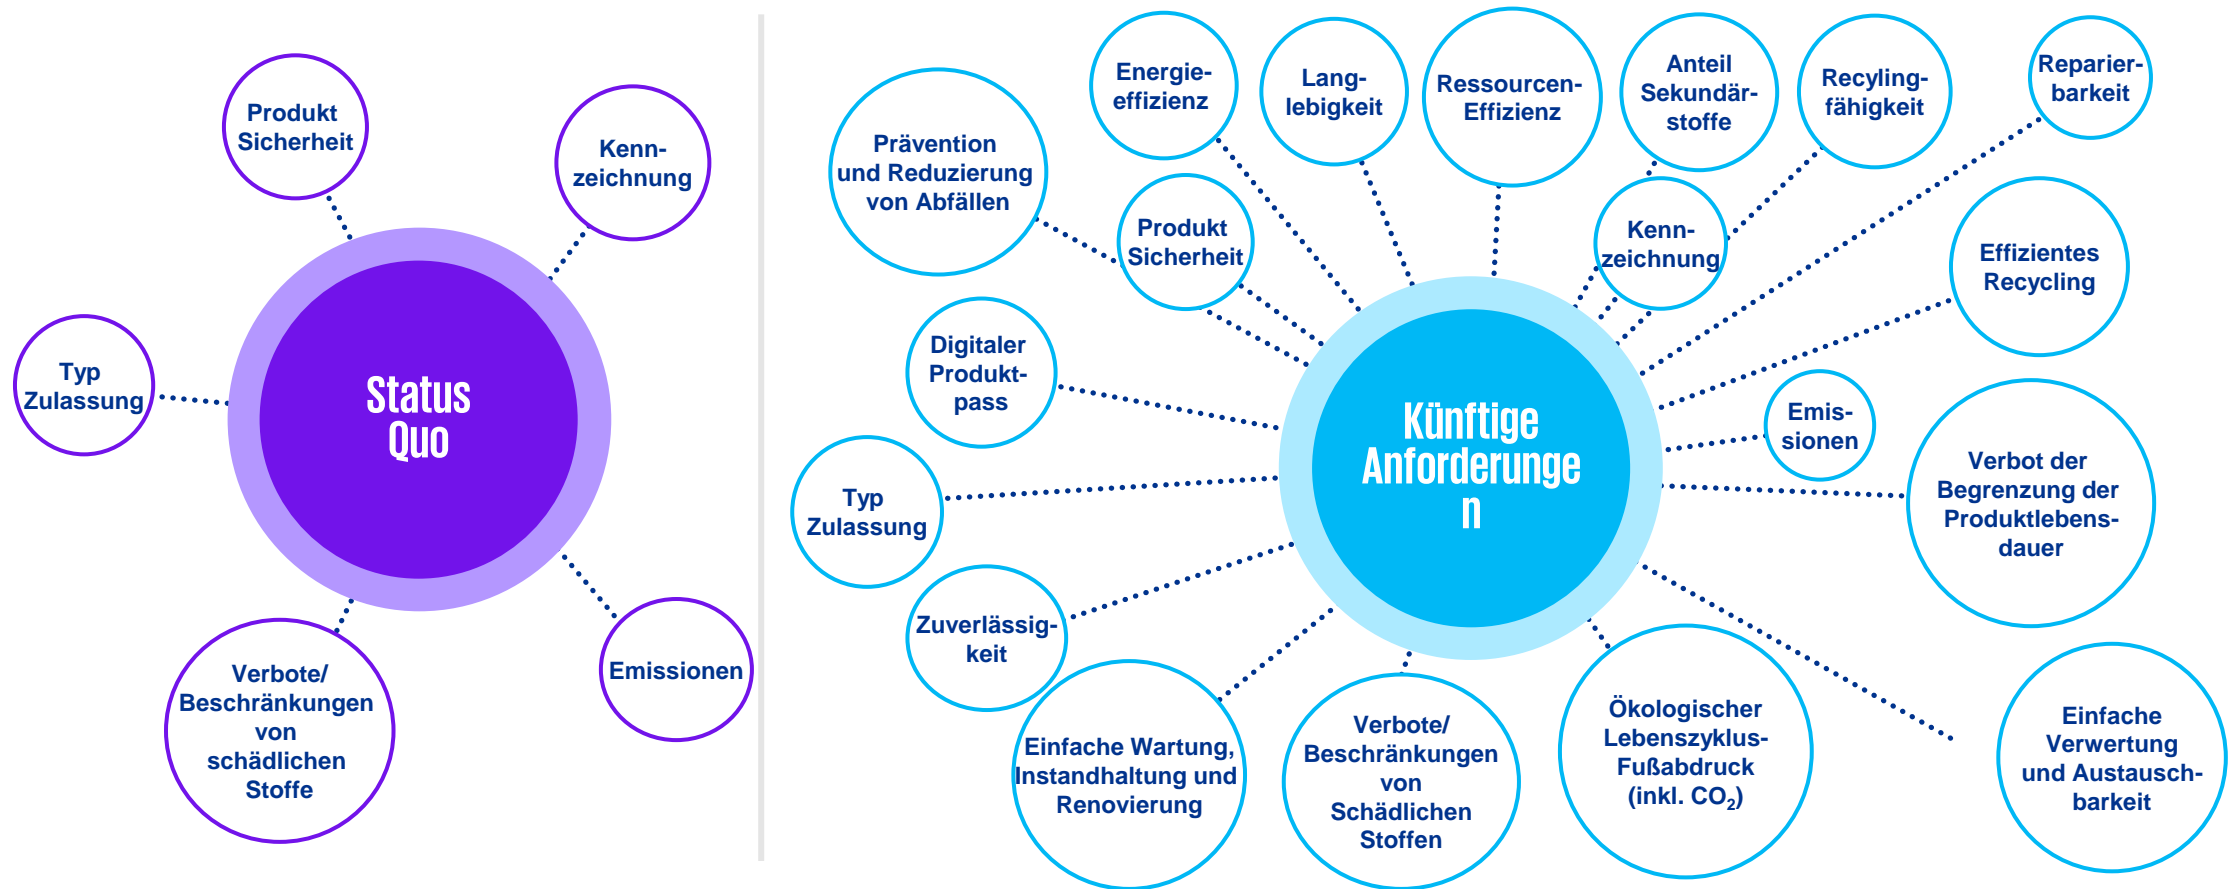 Produkt
Sicherheit
Kenn-
zeichnung
Typ
Zulassung
Status
Quo
Verbote/
Beschränkungen
von
schädlichen
Stoffe
Emissionen
Energie-
effizienz
Lang-
lebigkeit
Ressourcen-
Effizienz
Anteil
Sekundär-
stoffe
Recyling-
fähigkeit
Reparier-
barkeit
Prävention
und Reduzierung
von Abfällen
Produkt
Sicherheit
Kenn-
zeichnung
Effizientes
Recycling
Digitaler
Produkt-
pass
Künftige
Anforderunge
n
Emis-
sionen
Typ
Zulassung
Verbot der
Begrenzung der
Produktlebens-
dauer
Zuverlässig-
keit
Einfache Wartung,
Instandhaltung und
Renovierung
Verbote/
Beschränkungen
von
Schädlichen
Stoffen
Ökologischer
Lebenszyklus-
Fußabdruck
(inkl. CO₂)
Einfache
Verwertung
und Austausch-
barkeit